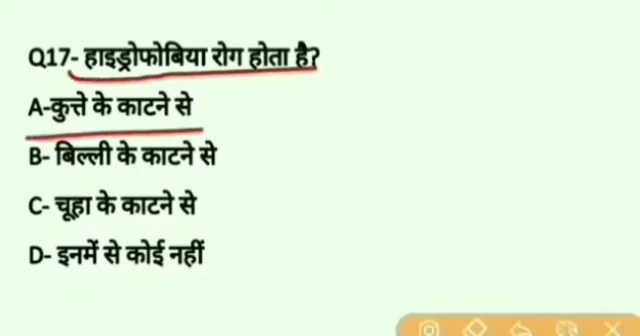 Q17- हाइड्रोफोबिया रोग होता है?
A-कुत्ते के काटने से
B- बिल्ली के काटने से
C- चूहा के काटने से
D- इनमें से कोई नहीं